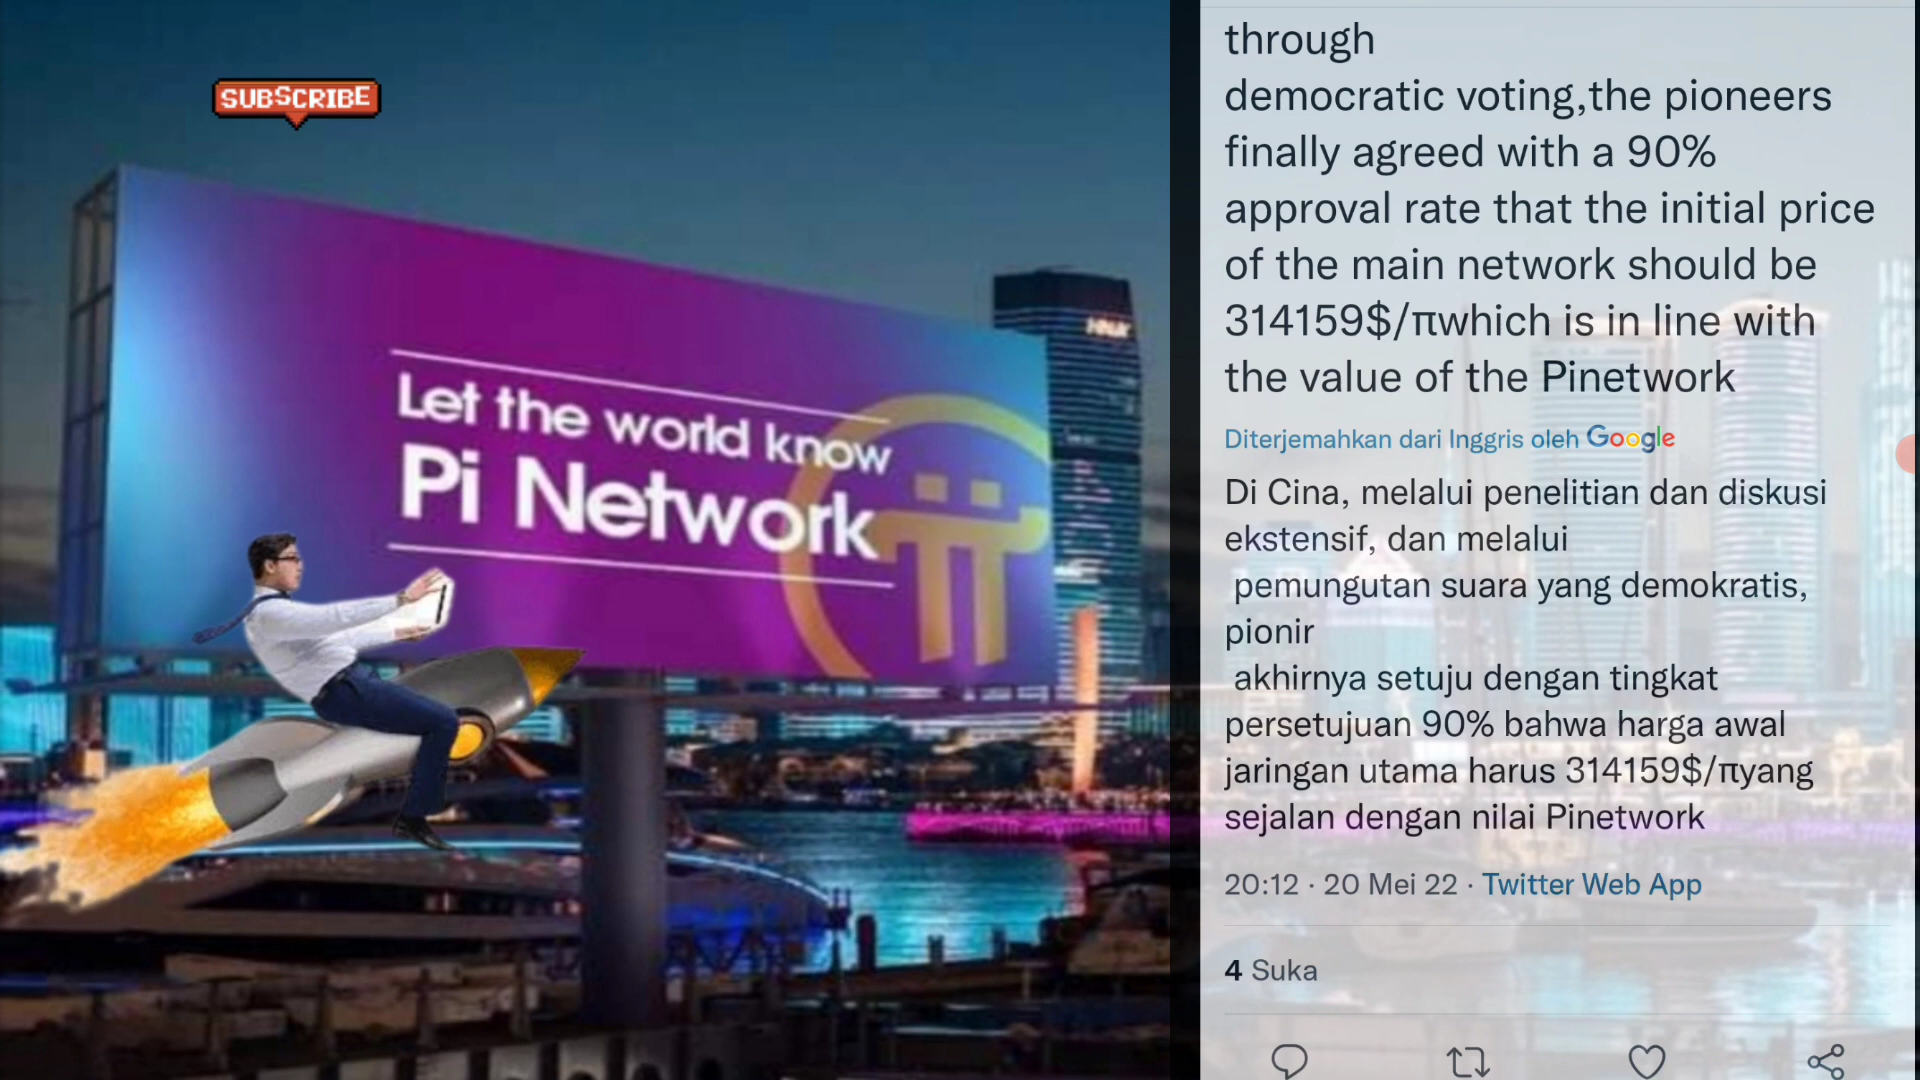 SUBSCRIBE
Let the world know
Pi Network
through
democratic voting,the pioneers
finally agreed with a 90%
approval rate that the initial price
of the main network should be
314159$/πwhich is in line with
the value of the Pinetwork
Diterjemahkan dari Inggris oleh Google
Di Cina, melalui penelitian dan diskusi
ekstensif, dan melalui
pemungutan suara yang demokratis,
pionir
akhirnya setuju dengan tingkat
persetujuan 90% bahwa harga awal
jaringan utama harus 314159$/πyang
sejalan dengan nilai Pinetwork
20:12 · 20 Mei 22 · Twitter Web App
4 Suka